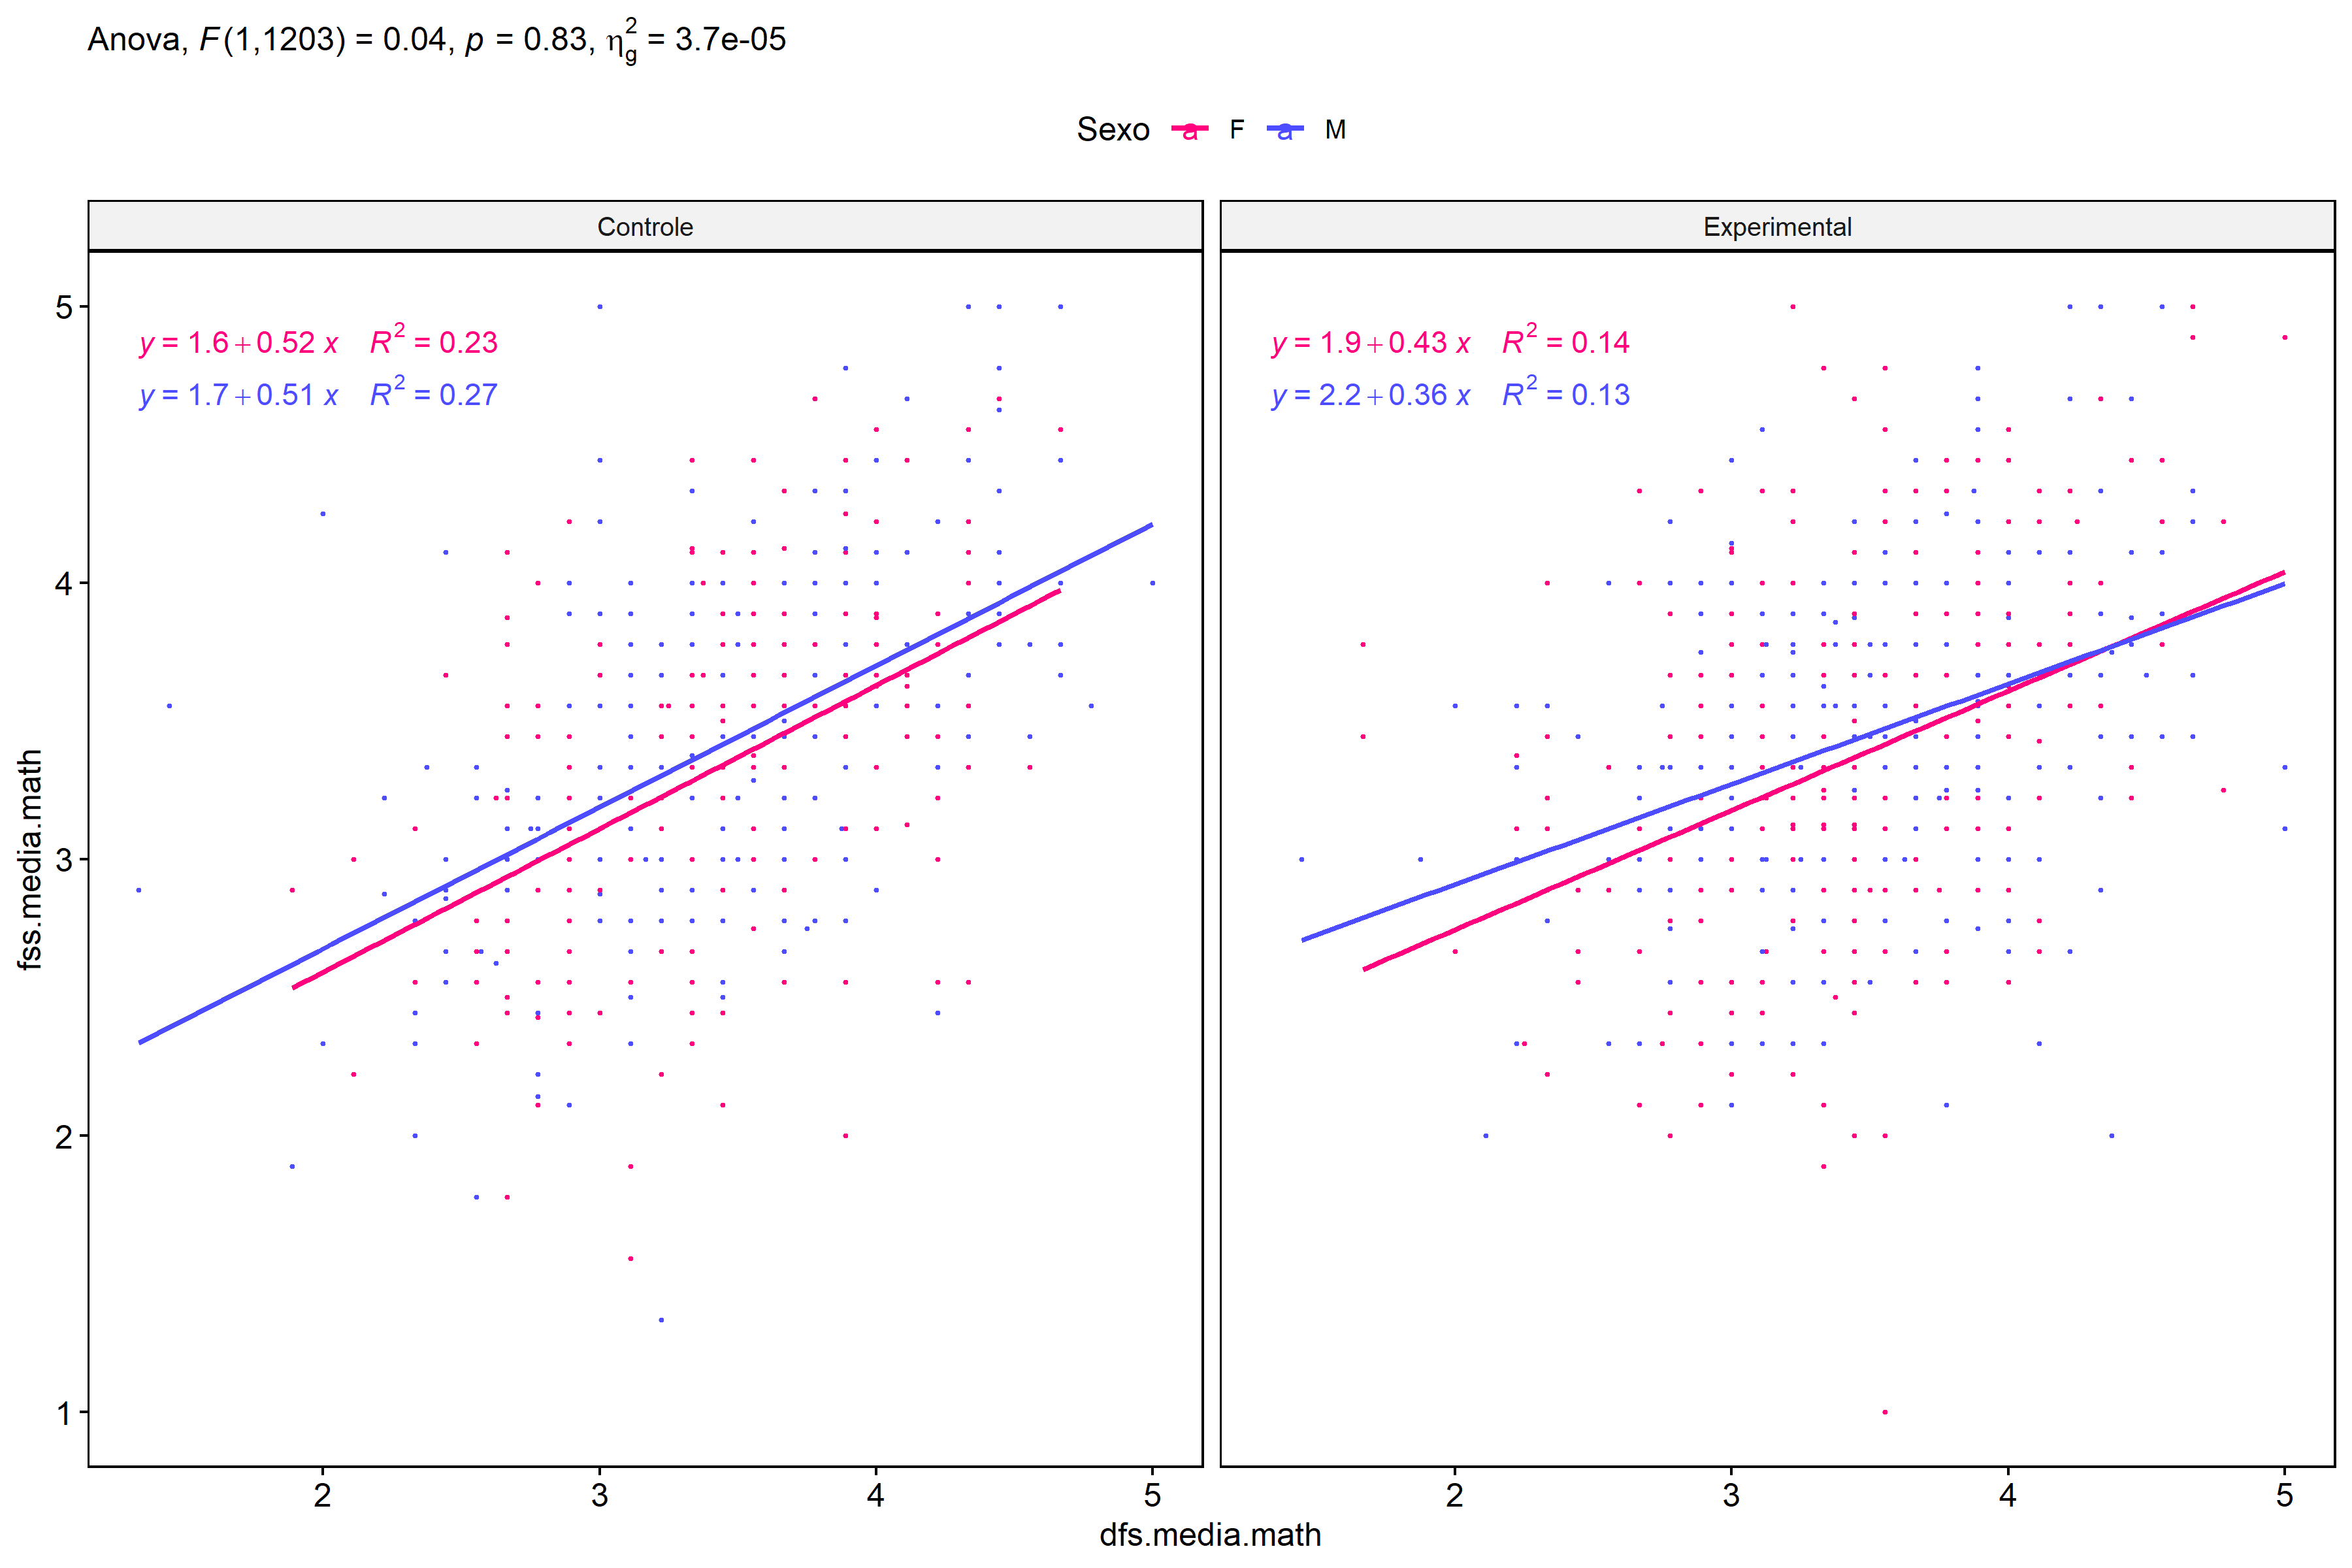 Anova, F(1,1203) = 0.04, p = 0.83, η²g = 3.7e-05
Sexo a F a M
Controle
Experimental
y = 1.6 + 0.52 x R² = 0.23
y = 1.7 + 0.51 x R² = 0.27
y = 1.9 + 0.43 x R² = 0.14
y = 2.2 + 0.36 x R² = 0.13
5
4
3
2
1
fss.media.math
2 3 4 5
2 3 4 5
dfs.media.math